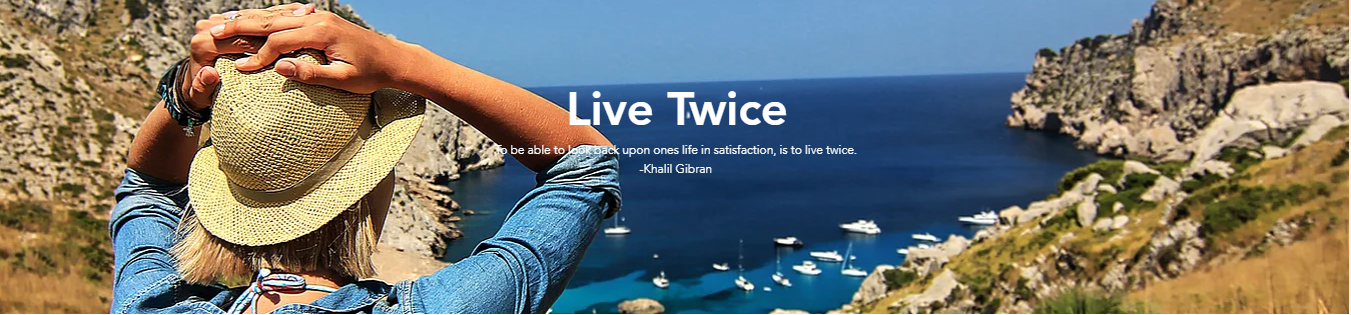 Live Twice
To be able to look back upon ones life in satisfaction, is to live twice.
-Khalil Gibran